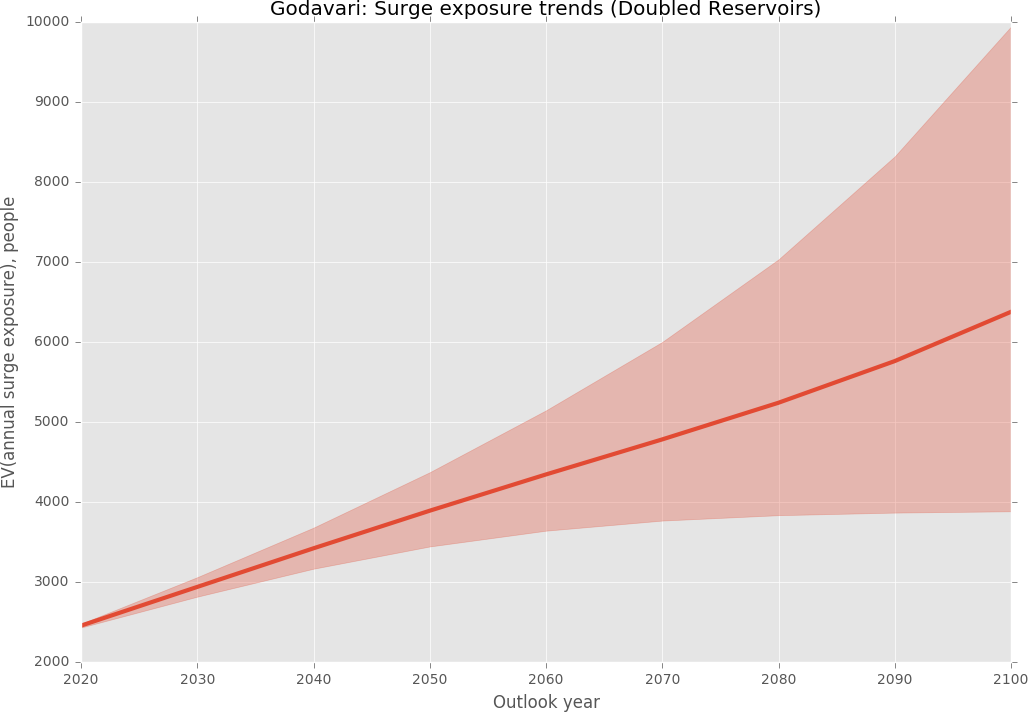 Godavari: Surge exposure trends (Doubled Reservoirs)
EV(annual surge exposure), people
10000
9000
8000
7000
6000
5000
4000
3000
2000
2020 2030 2040 2050 2060 2070 2080 2090 2100
Outlook year